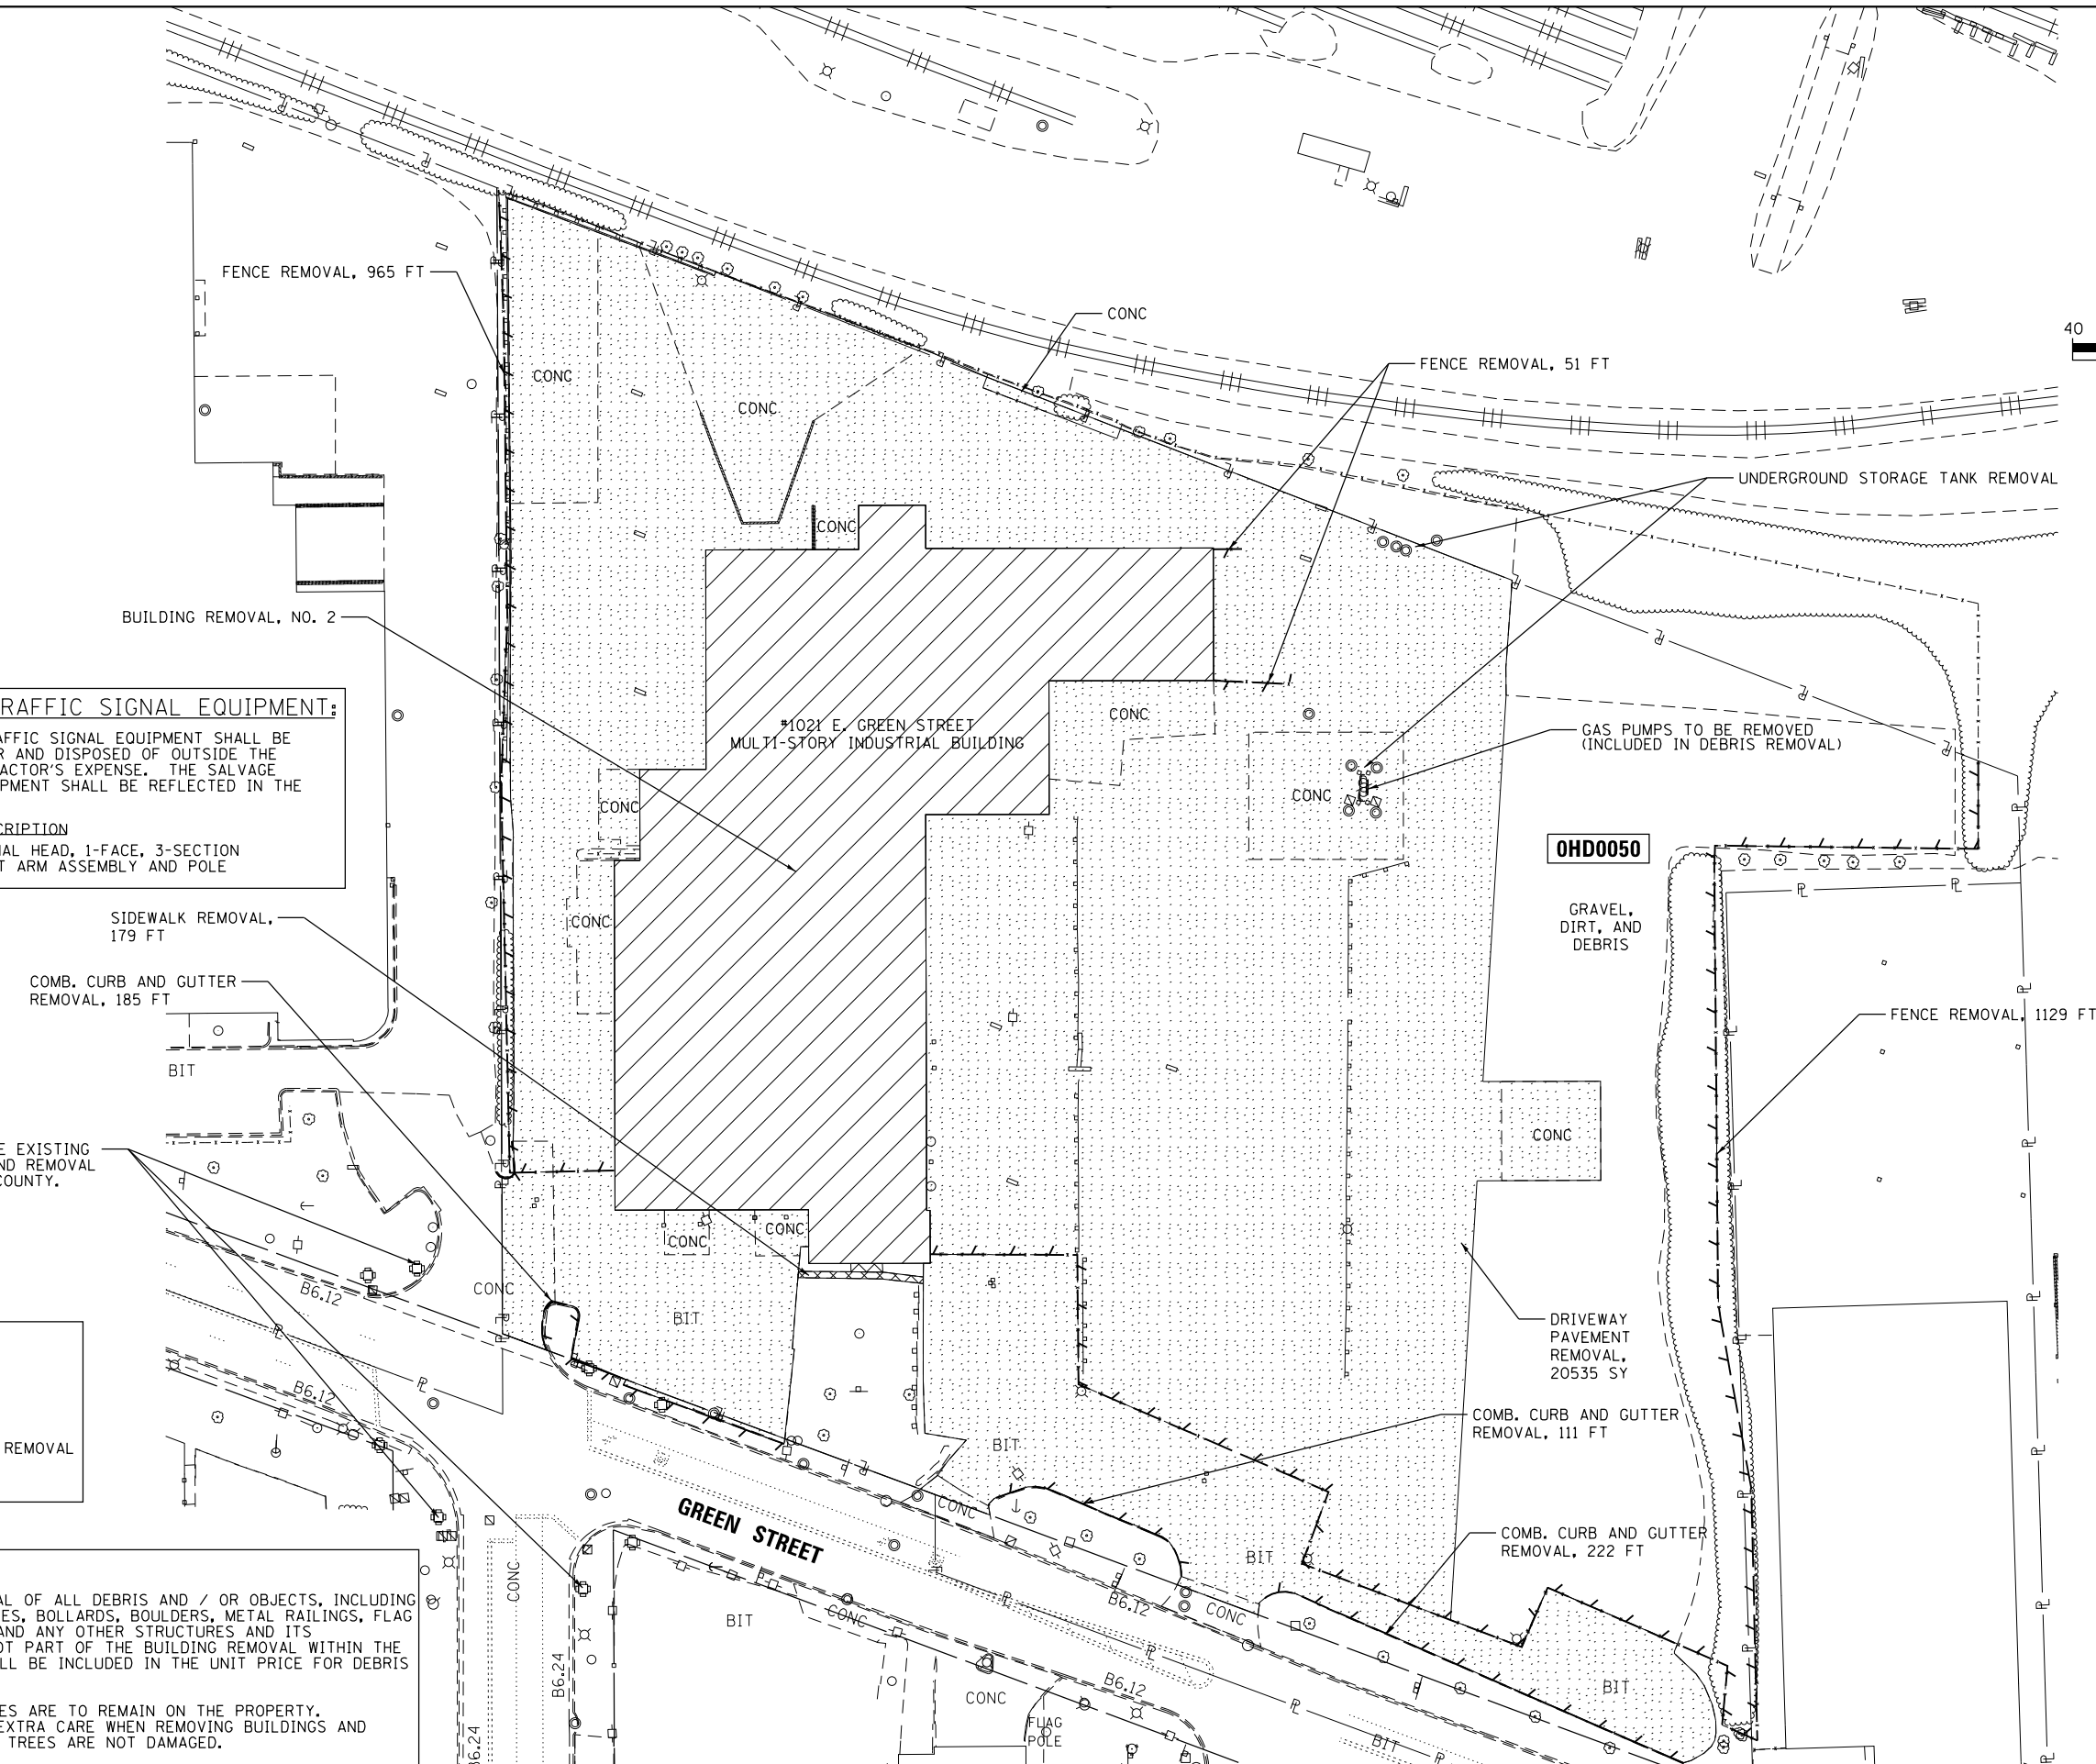 FENCE REMOVAL, 965 FT
CONC
CONC
CONC
FENCE REMOVAL, 51 FT
40
UNDERGROUND STORAGE TANK REMOVAL
CONC
BUILDING REMOVAL, NO. 2
#1021 E. GREEN STREET
MULTI-STORY INDUSTRIAL BUILDING
CONC
GAS PUMPS TO BE REMOVED
(INCLUDED IN DEBRIS REMOVAL)
CONC
CONC
RAFFIC SIGNAL EQUIPMENT:
AFFIC SIGNAL EQUIPMENT SHALL BE
R AND DISPOSED OF OUTSIDE THE
ACTOR'S EXPENSE. THE SALVAGE
IPMENT SHALL BE REFLECTED IN THE
CRIPTION
NAL HEAD, 1-FACE, 3-SECTION
T ARM ASSEMBLY AND POLE
0HD0050
GRAVEL,
DIRT, AND
DEBRIS
CONC
SIDEWALK REMOVAL,
179 FT
COMB. CURB AND GUTTER
REMOVAL, 185 FT
FENCE REMOVAL, 1129 FT
BIT
CONC
E EXISTING
ND REMOVAL
COUNTY.
CONC
CONC
CONC
B6.12
BIT
DRIVEWAY
PAVEMENT
REMOVAL,
20535 SY
B6.12
PL
COMB. CURB AND GUTTER
REMOVAL, 111 FT
BIT
REMOVAL
CONC
GREEN STREET
COMB. CURB AND GUTTER
REMOVAL, 222 FT
BIT
CONC
B6.12
CONC
CONC
BIT
AL OF ALL DEBRIS AND / OR OBJECTS, INCLUDING
ES, BOLLARDS, BOULDERS, METAL RAILINGS, FLAG
AND ANY OTHER STRUCTURES AND ITS
OT PART OF THE BUILDING REMOVAL WITHIN THE
LL BE INCLUDED IN THE UNIT PRICE FOR DEBRIS
ES ARE TO REMAIN ON THE PROPERTY.
EXTRA CARE WHEN REMOVING BUILDINGS AND
TREES ARE NOT DAMAGED.
B6.24
B6.24
CONC
B6.12
BIT
FLAG
POLE
BIT